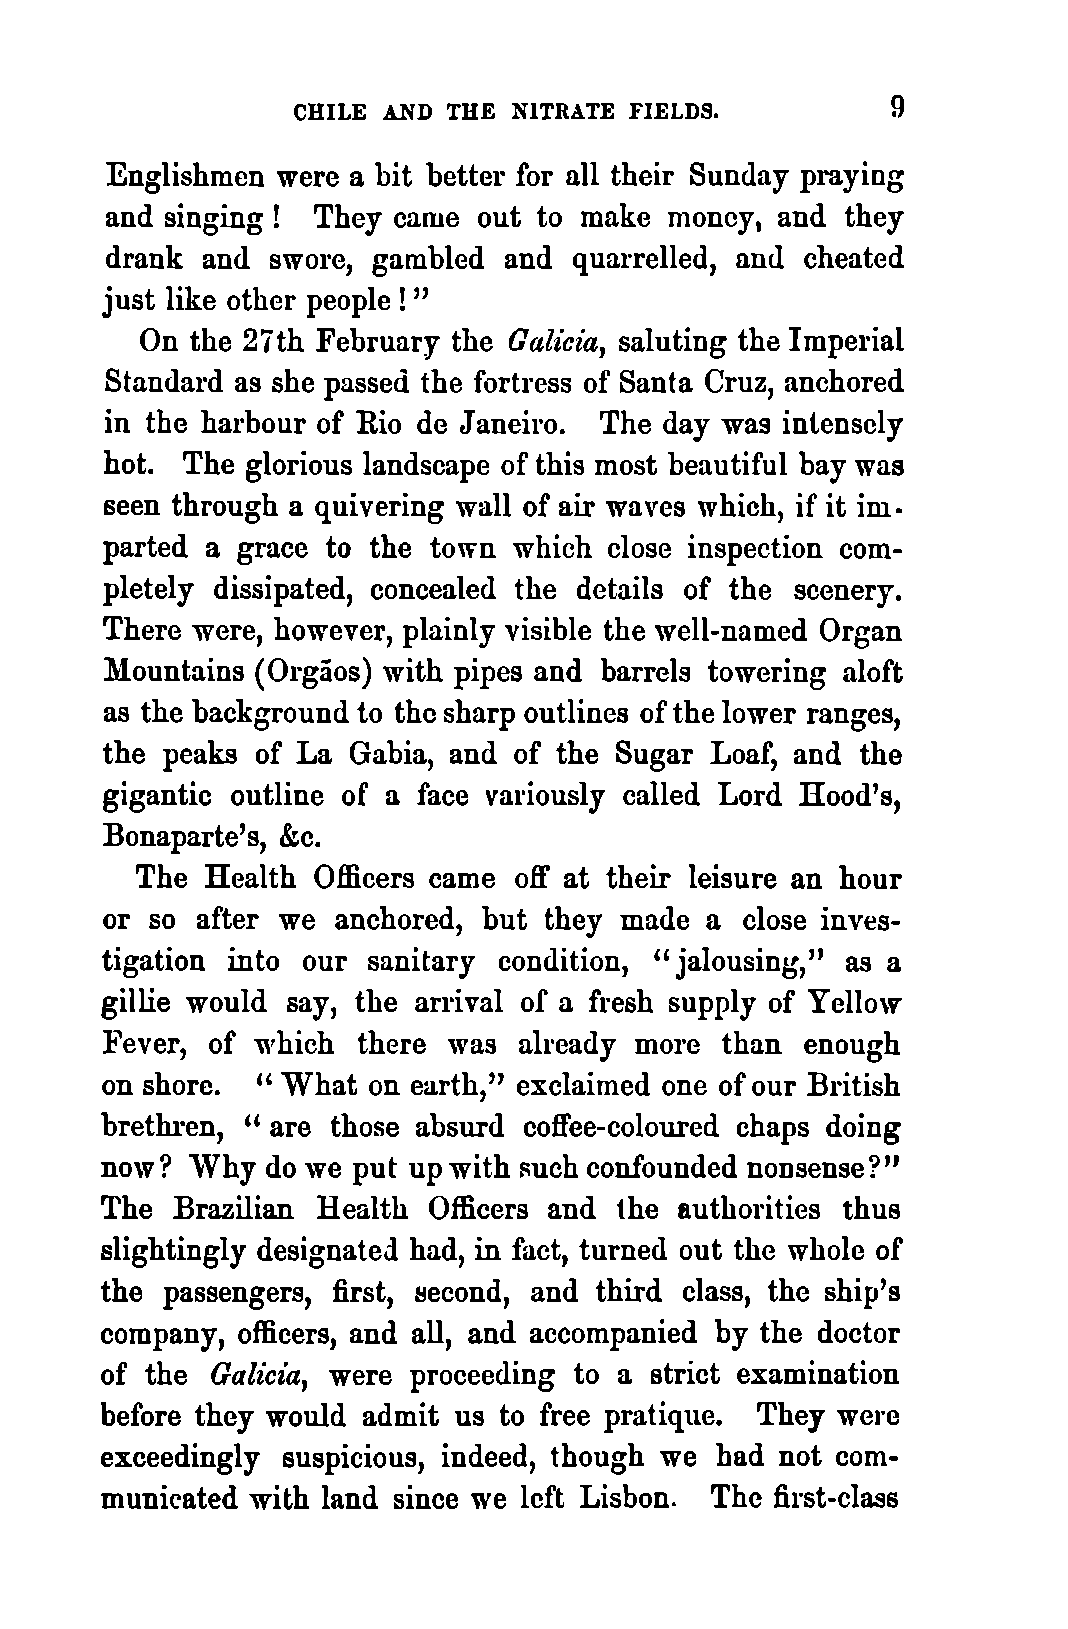 CHILE AND THE NITRATE FIELDS. 9
Englishmen were a bit better for all their Sunday praying
and singing ! They came out to make money, and they
drank and swore, gambled and quarrelled, and cheated
just like other people ! ”
On the 27th February the Galicia, saluting the Imperial
Standard as she passed the fortress of Santa Cruz, anchored
in the harbour of Rio de Janeiro. The day was intensely
hot. The glorious landscape of this most beautiful bay was
seen through a quivering wall of air waves which, if it im-
parted a grace to the town which close inspection com-
pletely dissipated, concealed the details of the scenery.
There were, however, plainly visible the well-named Organ
Mountains (Orgãos) with pipes and barrels towering aloft
as the background to the sharp outlines of the lower ranges,
the peaks of La Gabia, and of the Sugar Loaf, and the
gigantic outline of a face variously called Lord Hood’s,
Bonaparte’s, &c.
The Health Officers came off at their leisure an hour
or so after we anchored, but they made a close inves-
tigation into our sanitary condition, “ jalousing,” as a
gillie would say, the arrival of a fresh supply of Yellow
Fever, of which there was already more than enough
on shore. “ What on earth,” exclaimed one of our British
brethren, “ are those absurd coffee-coloured chaps doing
now ? Why do we put up with such confounded nonsense?”
The Brazilian Health Officers and the authorities thus
slightingly designated had, in fact, turned out the whole of
the passengers, first, second, and third class, the ship’s
company, officers, and all, and accompanied by the doctor
of the Galicia, were proceeding to a strict examination
before they would admit us to free pratique. They were
exceedingly suspicious, indeed, though we had not com-
municated with land since we left Lisbon. The first-class